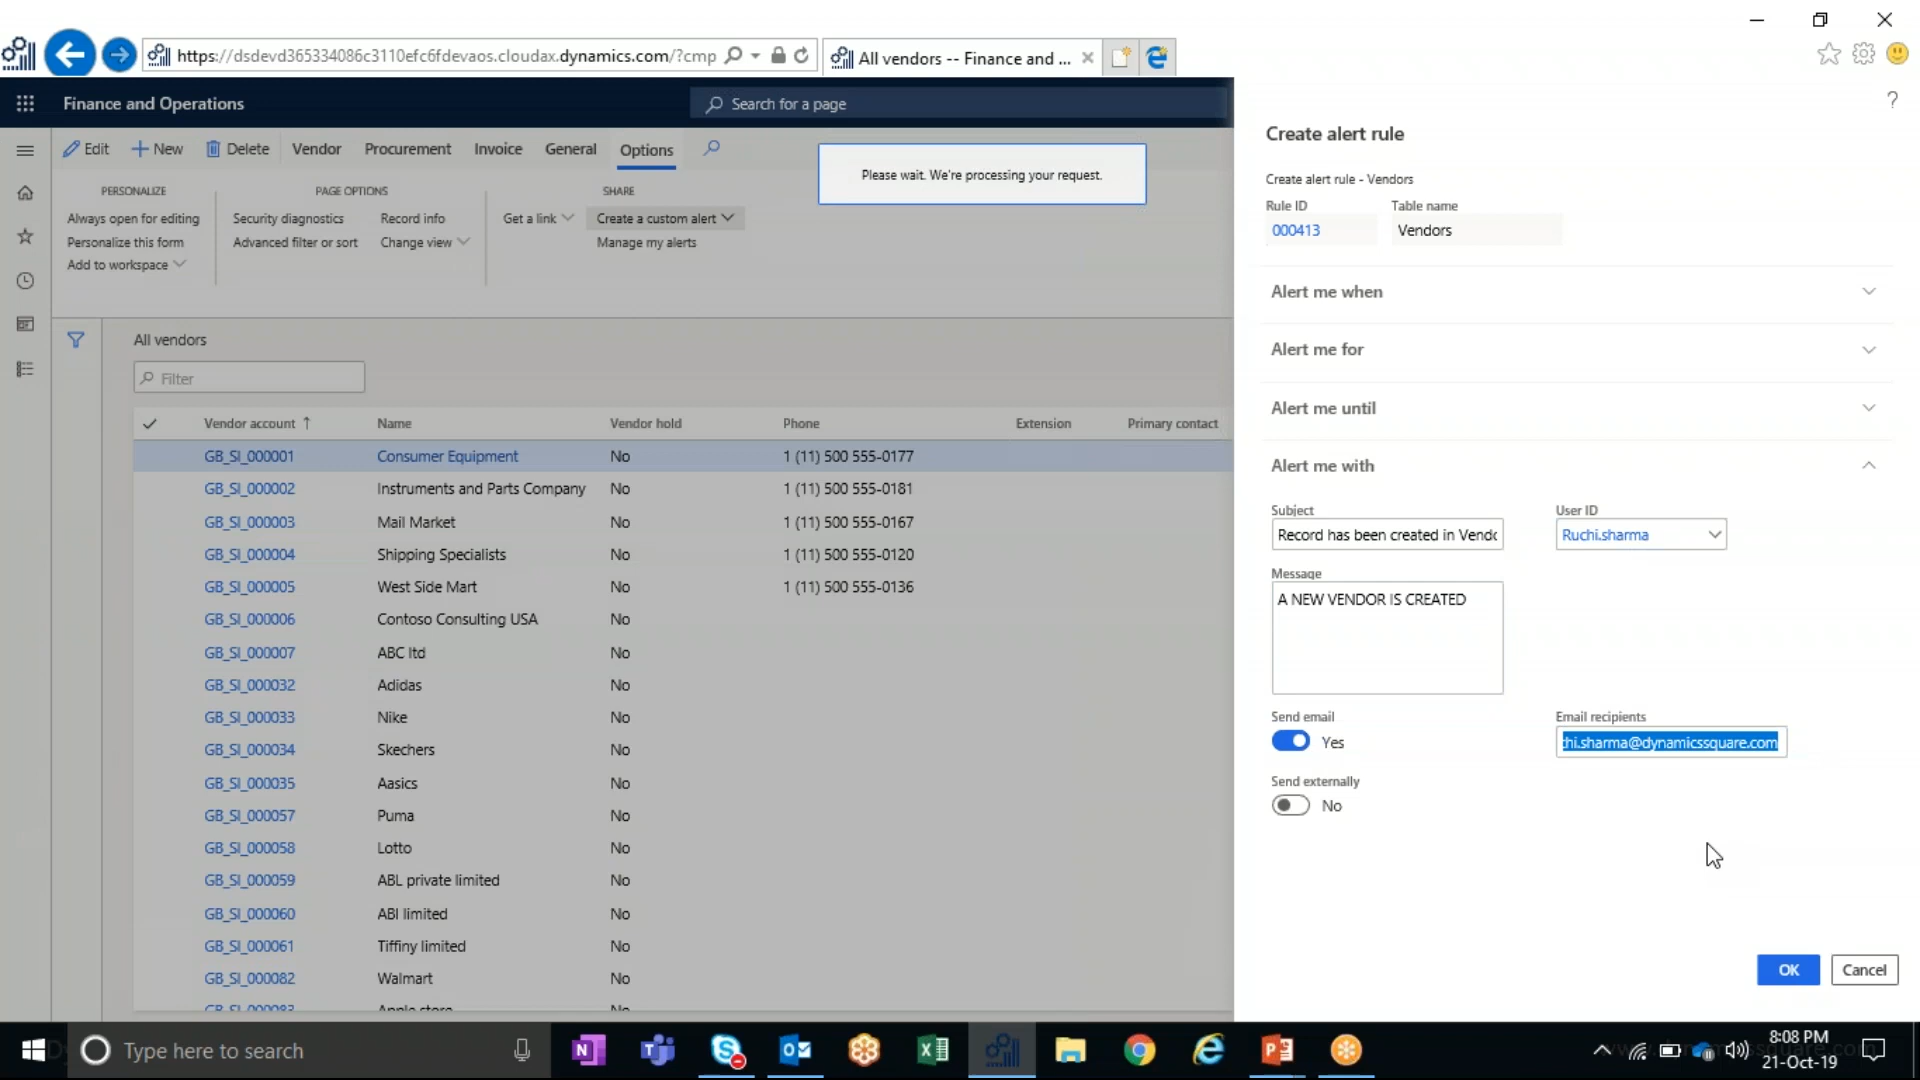 https://dsdevd365334086c3110efc6fdevaos.cloudax.dynamics.com/?cmp
All vendors -- Finance and ...
Finance and Operations
Search for a page
?
Edit
New
Delete
Vendor
Procurement
Invoice
General
Options
PERSONALIZE
Always open for editing
Personalize this form
Add to workspace
PAGE OPTIONS
Security diagnostics
Record info
Advanced filter or sort
Change view
SHARE
Get a link
Create a custom alert
Manage my alerts
Please wait. We're processing your request.
All vendors
Filter
Vendor account Name Vendor hold Phone Extension Primary contact
GB_SI_000001 Consumer Equipment No 1 (11) 500 555-0177
GB_SI_000002 Instruments and Parts Company No 1 (11) 500 555-0181
GB_SI_000003 Mail Market No 1 (11) 500 555-0167
GB_SI_000004 Shipping Specialists No 1 (11) 500 555-0120
GB_SI_000005 West Side Mart No 1 (11) 500 555-0136
GB_SI_000006 Contoso Consulting USA No
GB_SI_000007 ABC ltd No
GB_SI_000032 Adidas No
GB_SI_000033 Nike No
GB_SI_000034 Skechers No
GB_SI_000035 Aasics No
GB_SI_000057 Puma No
GB_SI_000058 Lotto No
GB_SI_000059 ABL private limited No
GB_SI_000060 ABI limited No
GB_SI_000061 Tiffiny limited No
GB_SI_000082 Walmart No
GB_SI_000083 Apple store No
Create alert rule
Create alert rule - Vendors
Rule ID Table name
000413 Vendors
Alert me when
Alert me for
Alert me until
Alert me with
Subject User ID
Record has been created in Vendo Ruchi.sharma
Message
A NEW VENDOR IS CREATED
Send email Email recipients
Yes hi.sharma@dynamicssquare.com
Send externally
No
OK Cancel
Type here to search
8:08 PM
21-Oct-19